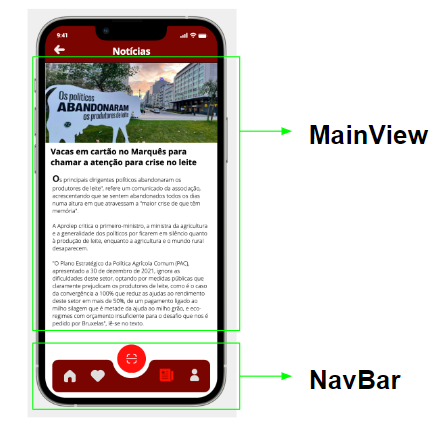 9:41
Notícias
Os políticos
ABANDONARAM
os produtores de leite
Vacas em cartão no Marquês para
chamar a atenção para crise no leite
Os principais dirigentes políticos abandonaram os
produtores de leite", refere um comunicado da associação,
acrescentando que se sentem abandonados todos os dias
numa altura em que atravessam a "maior crise de que têm
memória".
A Aprolep critica o primeiro-ministro, a ministra da agricultura
e a generalidade dos políticos por ficarem em silêncio quanto
à produção de leite, enquanto a agricultura e o mundo rural
desaparecem.
"O Plano Estratégico da Política Agrícola Comum (PAC),
apresentado a 30 de dezembro de 2021, ignora as
dificuldades deste setor, optando por medidas públicas que
claramente prejudicam os produtores de leite, como é o caso
da convergência a 100% que reduz as ajudas ao rendimento
deste setor em mais de 50%, de um pagamento ligado ao
milho silagem que é metade da ajuda ao milho grão, e eco-
regimes com orçamento insuficiente para o desafio que nos é
pedido por Bruxelas", lê-se no texto.
MainView
NavBar